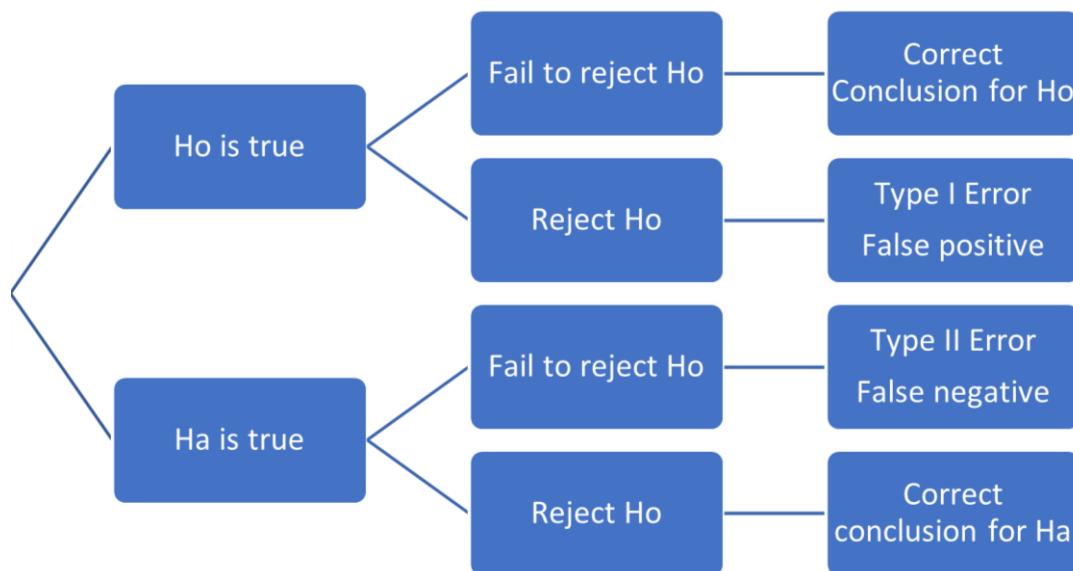 Ho is true
Fail to reject Ho
Correct
Conclusion for Ho
Reject Ho
Type I Error
False positive
Ha is true
Fail to reject Ho
Type II Error
False negative
Reject Ho
Correct
conclusion for Ha